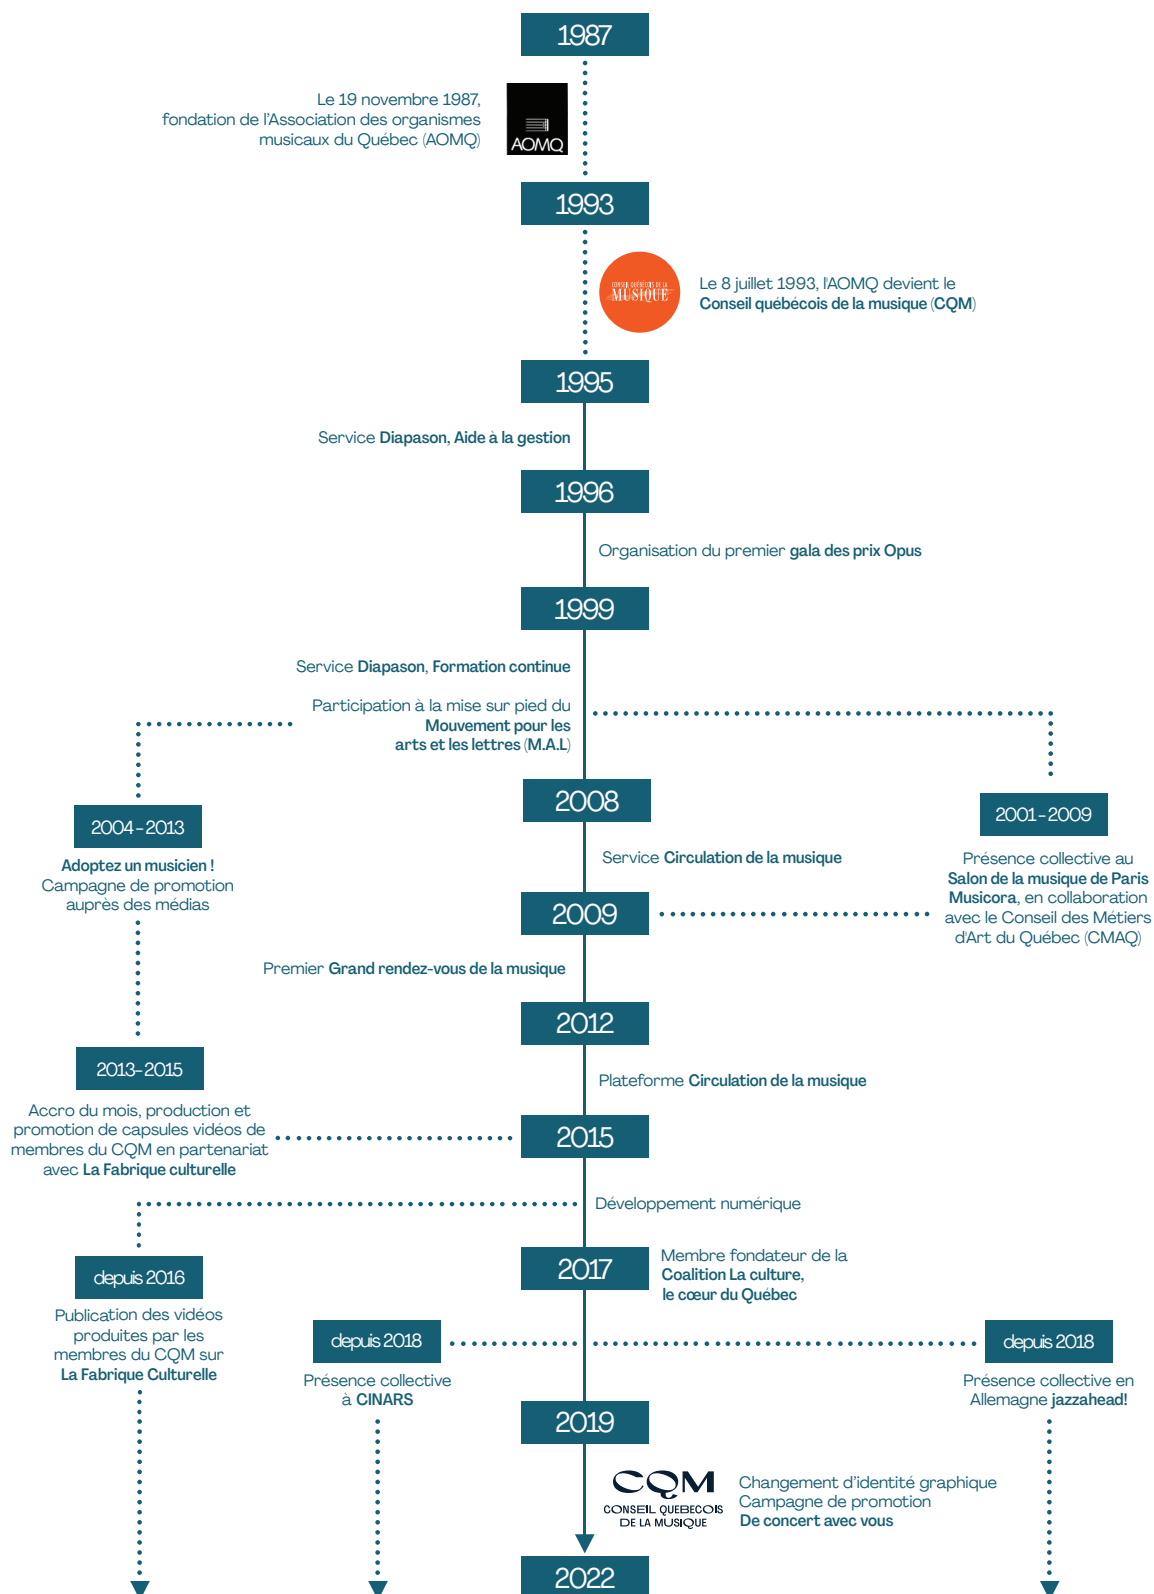 1987
Le 19 novembre 1987,
fondation de l'Association des organismes
musicaux du Québec (AOMQ)
AOMQ
1993
CONSEIL QUÉBÉCOIS DE LA
MUSIQUE
Le 8 juillet 1993, l'AOMQ devient le
Conseil québécois de la musique (CQM)
1995
Service Diapason, Aide à la gestion
1996
Organisation du premier gala des prix Opus
1999
Service Diapason, Formation continue
Participation à la mise sur pied du
Mouvement pour les
arts et les lettres (M.A.L)
2008
2004 - 2013
Adoptez un musicien !
Campagne de promotion
auprès des médias
2001 - 2009
Présence collective au
Salon de la musique de Paris
Musicora, en collaboration
avec le Conseil des Métiers
d'Art du Québec (CMAQ)
Service Circulation de la musique
2009
Premier Grand rendez-vous de la musique
2012
2013-2015
Accro du mois, production et
promotion de capsules vidéos de
membres du CQM en partenariat
avec La Fabrique culturelle
Plateforme Circulation de la musique
2015
Développement numérique
2017
Membre fondateur de la
Coalition La culture,
le cœur du Québec
depuis 2016
Publication des vidéos
produites par les
membres du CQM sur
La Fabrique Culturelle
depuis 2018
Présence collective
à CINARS
depuis 2018
Présence collective en
Allemagne jazzahead!
2019
CQM
CONSEIL QUEBECOIS
DE LA MUSIQUE
Changement d'identité graphique
Campagne de promotion
De concert avec vous
2022